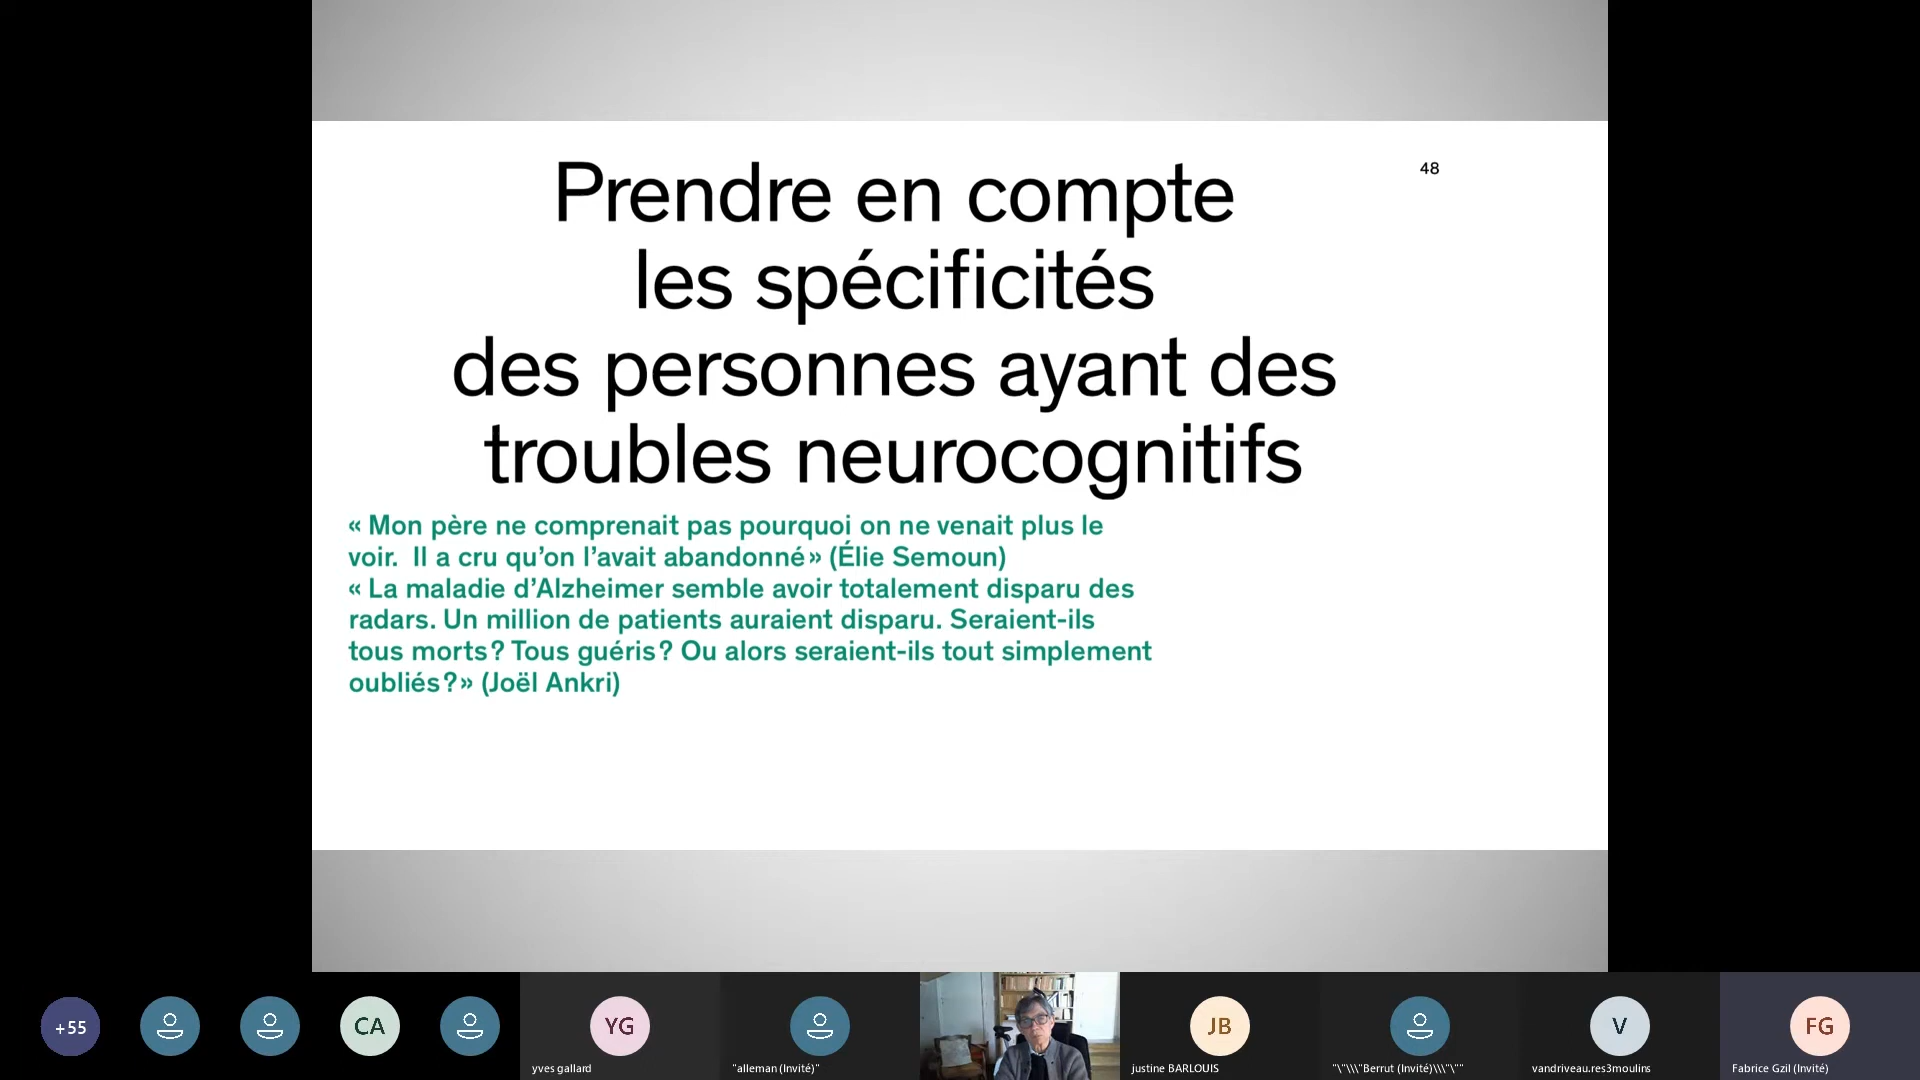 48
Prendre en compte
les spécificités
des personnes ayant des
troubles neurocognitifs
« Mon père ne comprenait pas pourquoi on ne venait plus le
voir.  Il a cru qu’on l’avait abandonné» (Élie Semoun)
« La maladie d’Alzheimer semble avoir totalement disparu des
radars. Un million de patients auraient disparu. Seraient-ils
tous morts? Tous guéris? Ou alors seraient-ils tout simplement
oubliés?» (Joël Ankri)
+55
CA
YG
JB
V
FG
yves gallard
"alleman (Invité)"
justine BARLOUIS
"\"\\\"Berrut (Invité)\\\"\""
vandriveau.res3moulins
Fabrice Gzil (Invité)